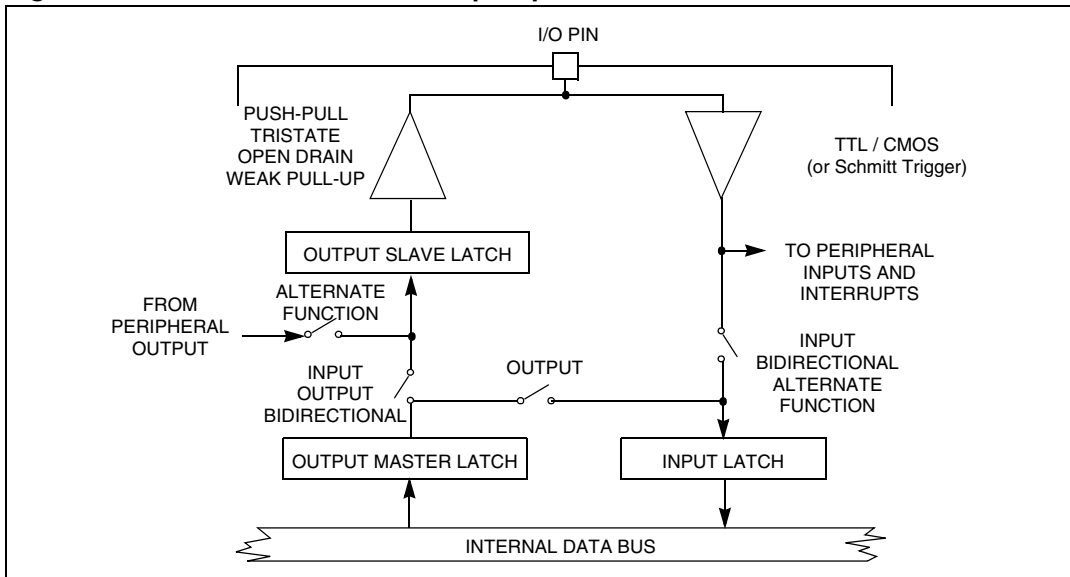 I/O PIN
PUSH-PULL
TRISTATE
OPEN DRAIN
WEAK PULL-UP
TTL / CMOS
(or Schmitt Trigger)
OUTPUT SLAVE LATCH
TO PERIPHERAL
INPUTS AND
INTERRUPTS
ALTERNATE
FUNCTION
FROM
PERIPHERAL
OUTPUT
INPUT
OUTPUT
BIDIRECTIONAL
OUTPUT
INPUT
BIDIRECTIONAL
ALTERNATE
FUNCTION
OUTPUT MASTER LATCH
INPUT LATCH
INTERNAL DATA BUS